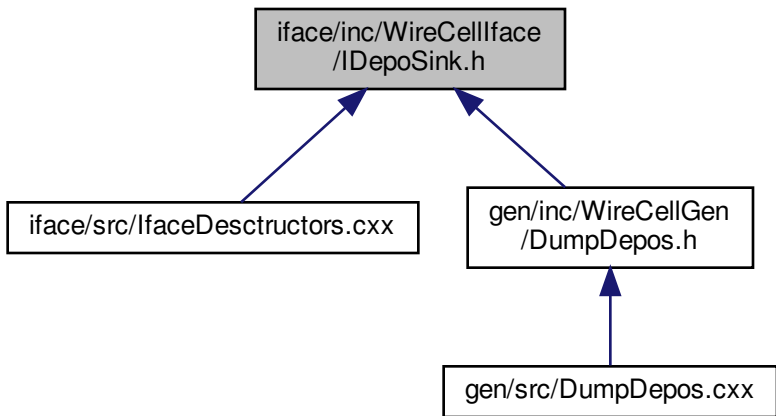 iface/inc/WireCellIface
/IDepoSink.h
iface/src/IfaceDesctructors.cxx
gen/inc/WireCellGen
/DumpDepos.h
gen/src/DumpDepos.cxx